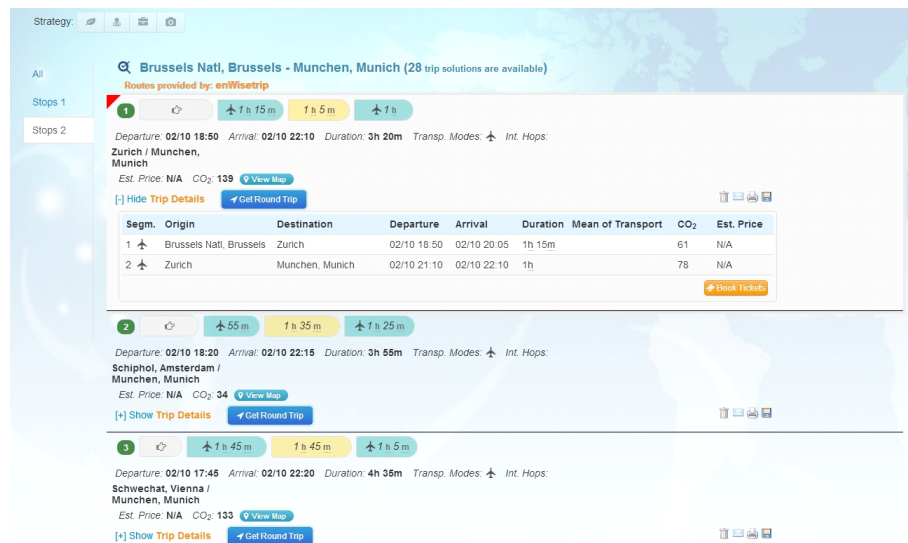 Strategy:
All
Stops 1
Stops 2
Brussels Natl, Brussels - Munchen, Munich (28 trip solutions are available)
Routes provided by: enWisetrip
1 1 h 15 m 1 h 5 m 1 h
Departure: 02/10 18:50 Arrival: 02/10 22:10 Duration: 3h 20m Transp. Modes: Int. Hops:
Zurich / Munchen,
Munich
Est. Price: N/A CO2: 139 View Map
[-] Hide Trip Details Get Round Trip
Segm. Origin Destination Departure Arrival Duration Mean of Transport CO2 Est. Price
1 Brussels Natl, Brussels Zurich 02/10 18:50 02/10 20:05 1h 15m 61 N/A
2 Zurich Munchen, Munich 02/10 21:10 02/10 22:10 1h 78 N/A
Book Tickets
2 55 m 1 h 35 m 1 h 25 m
Departure: 02/10 18:20 Arrival: 02/10 22:15 Duration: 3h 55m Transp. Modes: Int. Hops:
Schiphol, Amsterdam /
Munchen, Munich
Est. Price: N/A CO2: 34 View Map
[+] Show Trip Details Get Round Trip
3 1 h 45 m 1 h 45 m 1 h 5 m
Departure: 02/10 17:45 Arrival: 02/10 22:20 Duration: 4h 35m Transp. Modes: Int. Hops:
Schwechat, Vienna /
Munchen, Munich
Est. Price: N/A CO2: 133 View Map
[+] Show Trip Details Get Round Trip